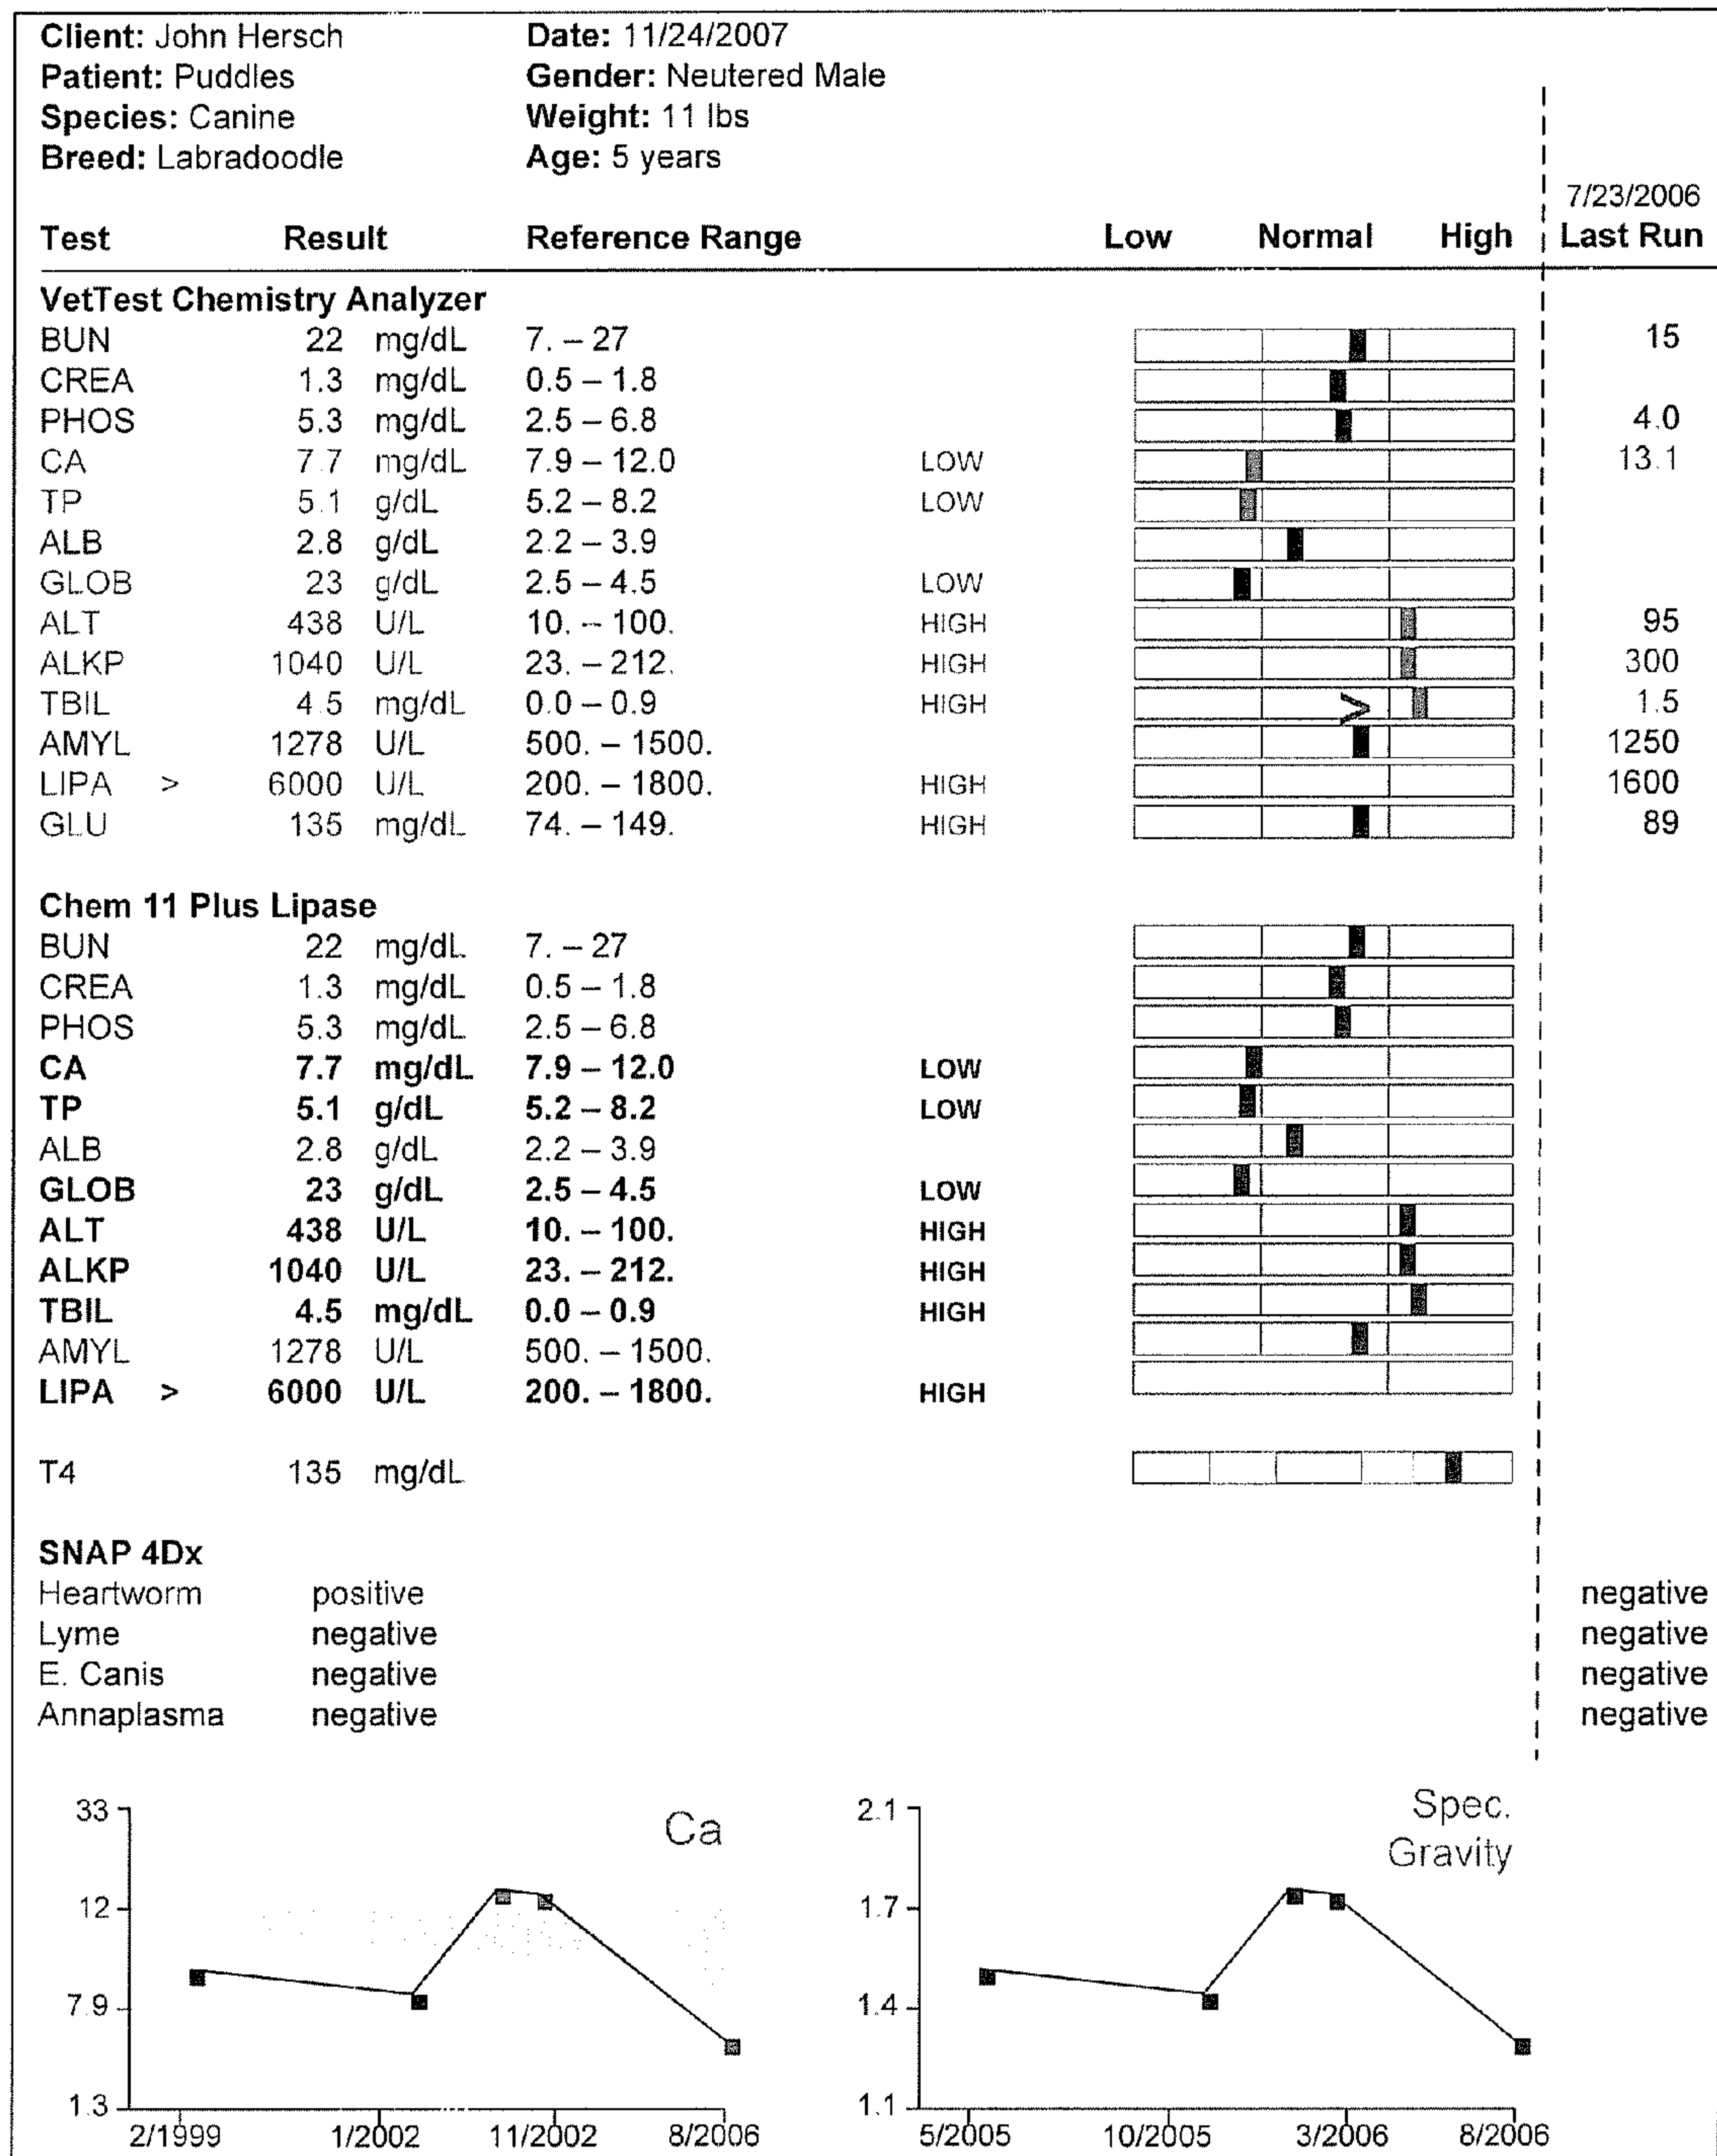 Client: John Hersch Date: 11/24/2007
Patient: Puddles Gender: Neutered Male
Species: Canine Weight: 11 lbs
Breed: Labradoodle Age: 5 years
7/23/2006
Test Result Reference Range Low Normal High Last Run
VetTest Chemistry Analyzer
BUN 22 mg/dL 7. – 27 15
CREA 1.3 mg/dL 0.5 – 1.8
PHOS 5.3 mg/dL 2.5 – 6.8 4.0
CA 7.7 mg/dL 7.9 – 12.0 LOW 13.1
TP 5.1 g/dL 5.2 – 8.2 LOW
ALB 2.8 g/dL 2.2 – 3.9
GLOB 23 g/dL 2.5 – 4.5 LOW
ALT 438 U/L 10. – 100. HIGH 95
ALKP 1040 U/L 23. – 212. HIGH 300
TBIL 4.5 mg/dL 0.0 – 0.9 HIGH > 1.5
AMYL 1278 U/L 500. – 1500. 1250
LIPA > 6000 U/L 200. – 1800. HIGH 1600
GLU 135 mg/dL 74. – 149. HIGH 89
Chem 11 Plus Lipase
BUN 22 mg/dL 7. – 27
CREA 1.3 mg/dL 0.5 – 1.8
PHOS 5.3 mg/dL 2.5 – 6.8
CA 7.7 mg/dL 7.9 – 12.0 LOW
TP 5.1 g/dL 5.2 – 8.2 LOW
ALB 2.8 g/dL 2.2 – 3.9
GLOB 23 g/dL 2.5 – 4.5 LOW
ALT 438 U/L 10. – 100. HIGH
ALKP 1040 U/L 23. – 212. HIGH
TBIL 4.5 mg/dL 0.0 – 0.9 HIGH
AMYL 1278 U/L 500. – 1500.
LIPA > 6000 U/L 200. – 1800. HIGH
T4 135 mg/dL
SNAP 4Dx
Heartworm positive negative
Lyme negative negative
E. Canis negative negative
Annaplasma negative negative
Ca
33
12
7.9
1.3
2/1999 1/2002 11/2002 8/2006
Spec.
Gravity
2.1
1.7
1.4
1.1
5/2005 10/2005 3/2006 8/2006